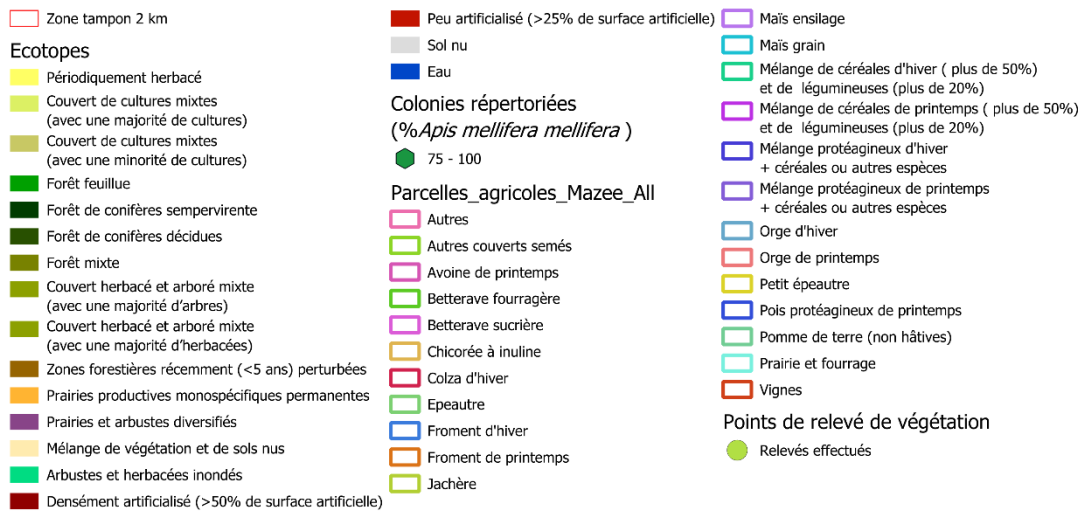 Zone tampon 2 km
Ecotopes
Périodiquement herbacé
Couvert de cultures mixtes
(avec une majorité de cultures)
Couvert de cultures mixtes
(avec une minorité de cultures)
Forêt feuillue
Forêt de conifères sempervirente
Forêt de conifères décidues
Forêt mixte
Couvert herbacé et arboré mixte
(avec une majorité d'arbres)
Couvert herbacé et arboré mixte
(avec une majorité d'herbacées)
Zones forestières récemment (<5 ans) perturbées
Prairies productives monospécifiques permanentes
Prairies et arbustes diversifiés
Mélange de végétation et de sols nus
Arbustes et herbacées inondés
Densément artificialisé (>50% de surface artificielle)
Peu artificialisé (>25% de surface artificielle)
Sol nu
Eau
Colonies répertoriées
(%Apis mellifera mellifera )
75 - 100
Parcelles_agricoles_Mazee_All
Autres
Autres couverts semés
Avoine de printemps
Betterave fourragère
Betterave sucrière
Chicorée à inuline
Colza d'hiver
Epeautre
Froment d'hiver
Froment de printemps
Jachère
Maïs ensilage
Maïs grain
Mélange de céréales d'hiver ( plus de 50%)
et de  légumineuses (plus de 20%)
Mélange de céréales de printemps ( plus de 50%)
et de  légumineuses (plus de 20%)
Mélange protéagineux d'hiver
+ céréales ou autres espèces
Mélange protéagineux de printemps
+ céréales ou autres espèces
Orge d'hiver
Orge de printemps
Petit épeautre
Pois protéagineux de printemps
Pomme de terre (non hâtives)
Prairie et fourrage
Vignes
Points de relevé de végétation
Relevés effectués